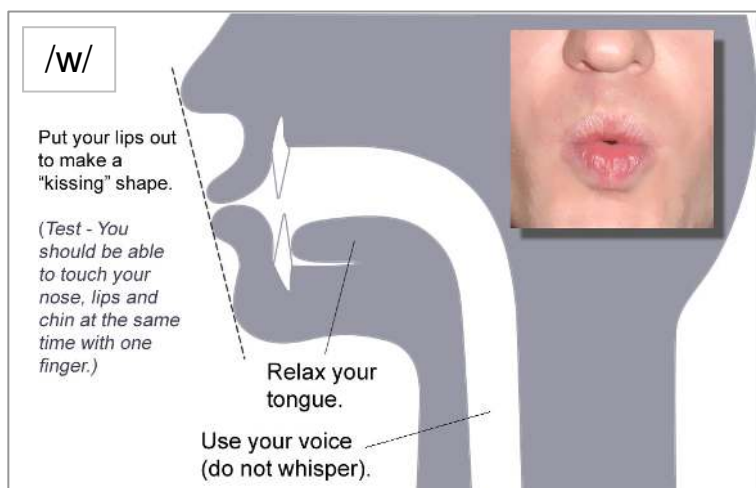 /w/
Put your lips out
to make a
“kissing” shape.
(Test - You
should be able
to touch your
nose, lips and
chin at the same
time with one
finger.)
Relax your
tongue.
Use your voice
(do not whisper).